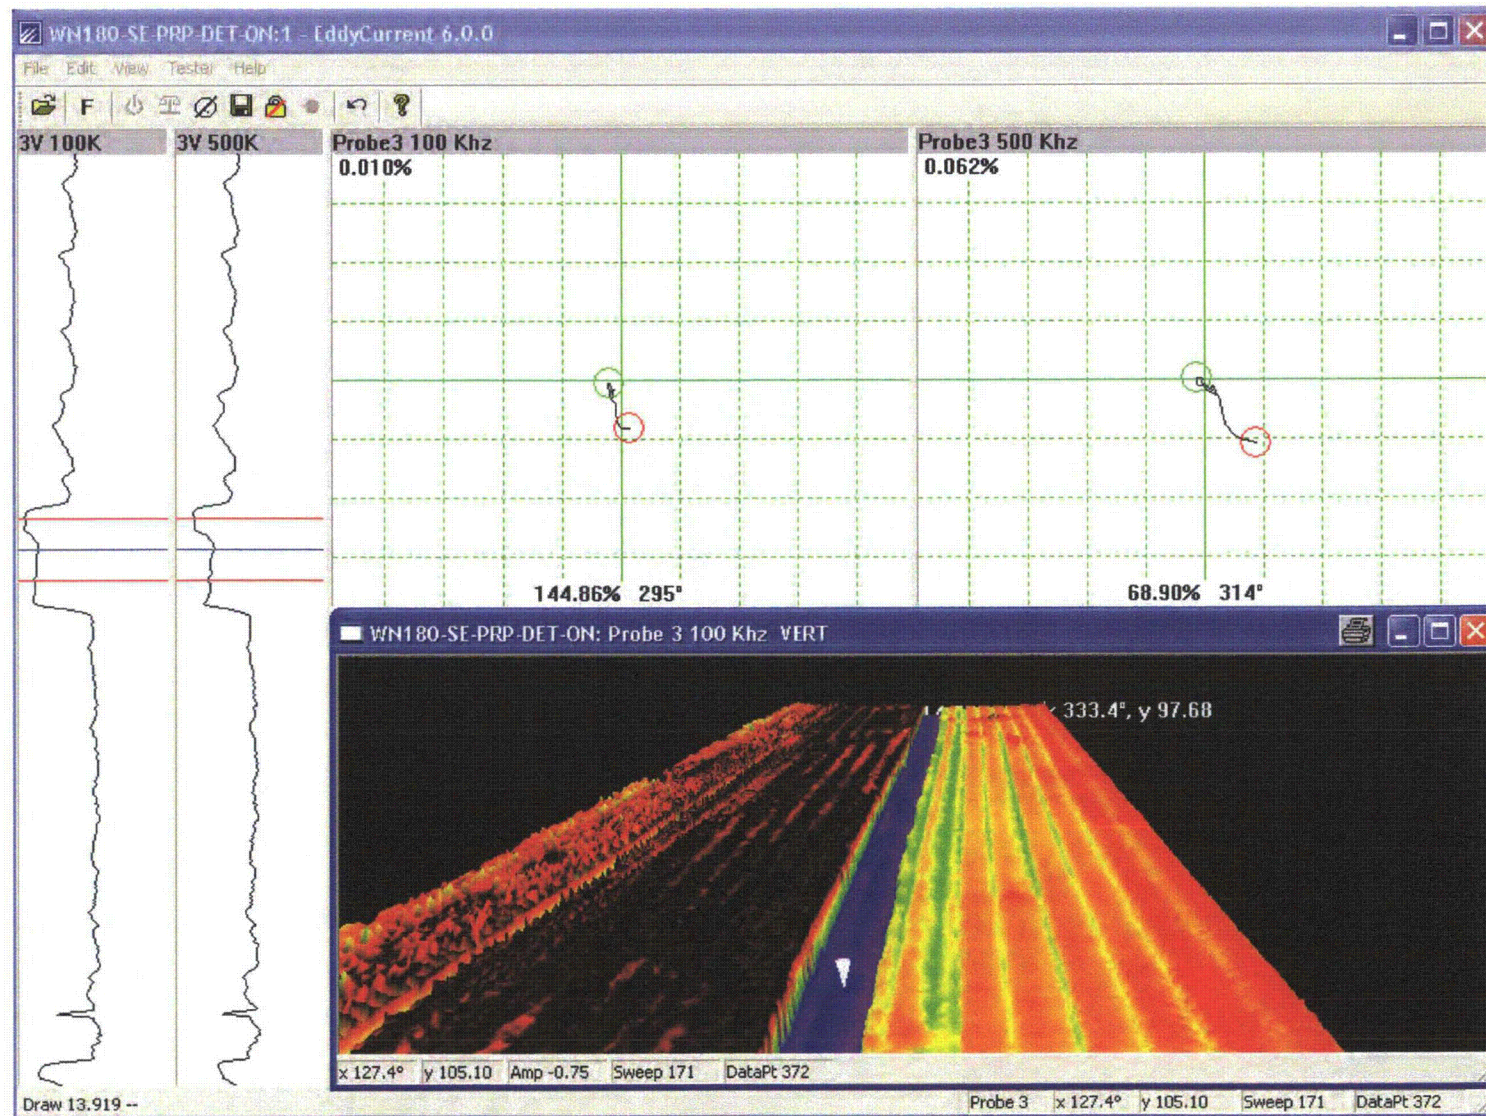 WN180-SE-PRP-DET-ON:1 - EddyCurrent 6.0.0
File Edit View Tester Help
F
3V 100K
3V 500K
Probe3 100 Khz
0.010%
144.86% 295°
Probe3 500 Khz
0.062%
68.90% 314°
WN180-SE-PRP-DET-ON: Probe 3 100 Khz VERT
333.4°, y 97.68
x 127.4° y 105.10 Amp -0.75 Sweep 171 DataPt 372
Draw 13.919 --
Probe 3 x 127.4° y 105.10 Sweep 171 DataPt 372